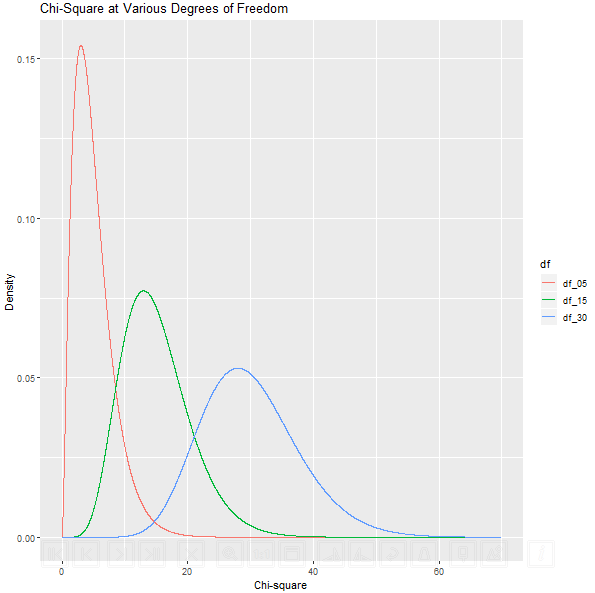 Chi-Square at Various Degrees of Freedom
0.15
0.10
0.05
0.00
Density
0
20
40
60
Chi-square
df
df_05
df_15
df_30